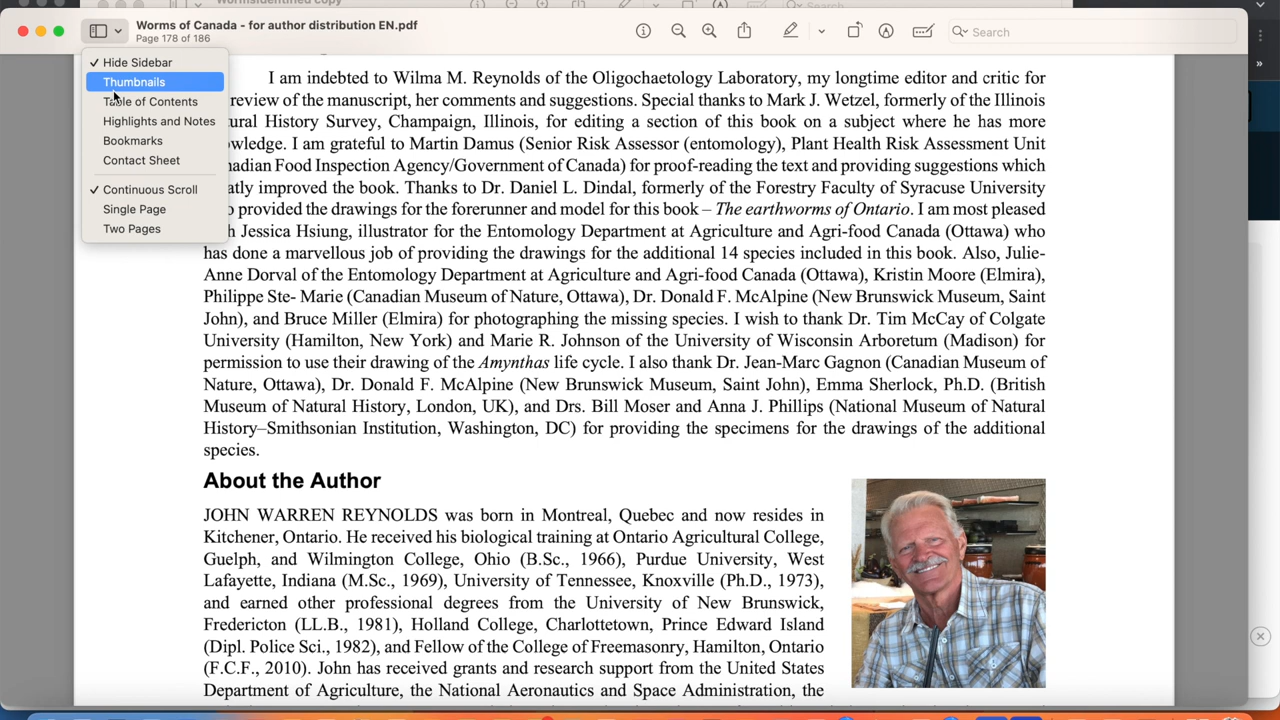 Wormsidentified copy
Search
Worms of Canada - for author distribution EN.pdf
Page 178 of 186
Search
Hide Sidebar
Thumbnails
Table of Contents
Highlights and Notes
Bookmarks
Contact Sheet
Continuous Scroll
Single Page
Two Pages
I am indebted to Wilma M. Reynolds of the Oligochaetology Laboratory, my longtime editor and critic for
review of the manuscript, her comments and suggestions. Special thanks to Mark J. Wetzel, formerly of the Illinois
ural History Survey, Champaign, Illinois, for editing a section of this book on a subject where he has more
wledge. I am grateful to Martin Damus (Senior Risk Assessor (entomology), Plant Health Risk Assessment Unit
nadian Food Inspection Agency/Government of Canada) for proof-reading the text and providing suggestions which
atly improved the book. Thanks to Dr. Daniel L. Dindal, formerly of the Forestry Faculty of Syracuse University
o provided the drawings for the forerunner and model for this book – The earthworms of Ontario. I am most pleased
h Jessica Hsiung, illustrator for the Entomology Department at Agriculture and Agri-food Canada (Ottawa) who
has done a marvellous job of providing the drawings for the additional 14 species included in this book. Also, Julie-
Anne Dorval of the Entomology Department at Agriculture and Agri-food Canada (Ottawa), Kristin Moore (Elmira),
Philippe Ste- Marie (Canadian Museum of Nature, Ottawa), Dr. Donald F. McAlpine (New Brunswick Museum, Saint
John), and Bruce Miller (Elmira) for photographing the missing species. I wish to thank Dr. Tim McCay of Colgate
University (Hamilton, New York) and Marie R. Johnson of the University of Wisconsin Arboretum (Madison) for
permission to use their drawing of the Amynthas life cycle. I also thank Dr. Jean-Marc Gagnon (Canadian Museum of
Nature, Ottawa), Dr. Donald F. McAlpine (New Brunswick Museum, Saint John), Emma Sherlock, Ph.D. (British
Museum of Natural History, London, UK), and Drs. Bill Moser and Anna J. Phillips (National Museum of Natural
History–Smithsonian Institution, Washington, DC) for providing the specimens for the drawings of the additional
species.
About the Author
JOHN WARREN REYNOLDS was born in Montreal, Quebec and now resides in
Kitchener, Ontario. He received his biological training at Ontario Agricultural College,
Guelph, and Wilmington College, Ohio (B.Sc., 1966), Purdue University, West
Lafayette, Indiana (M.Sc., 1969), University of Tennessee, Knoxville (Ph.D., 1973),
and earned other professional degrees from the University of New Brunswick,
Fredericton (LL.B., 1981), Holland College, Charlottetown, Prince Edward Island
(Dipl. Police Sci., 1982), and Fellow of the College of Freemasonry, Hamilton, Ontario
(F.C.F., 2010). John has received grants and research support from the United States
Department of Agriculture, the National Aeronautics and Space Administration, the